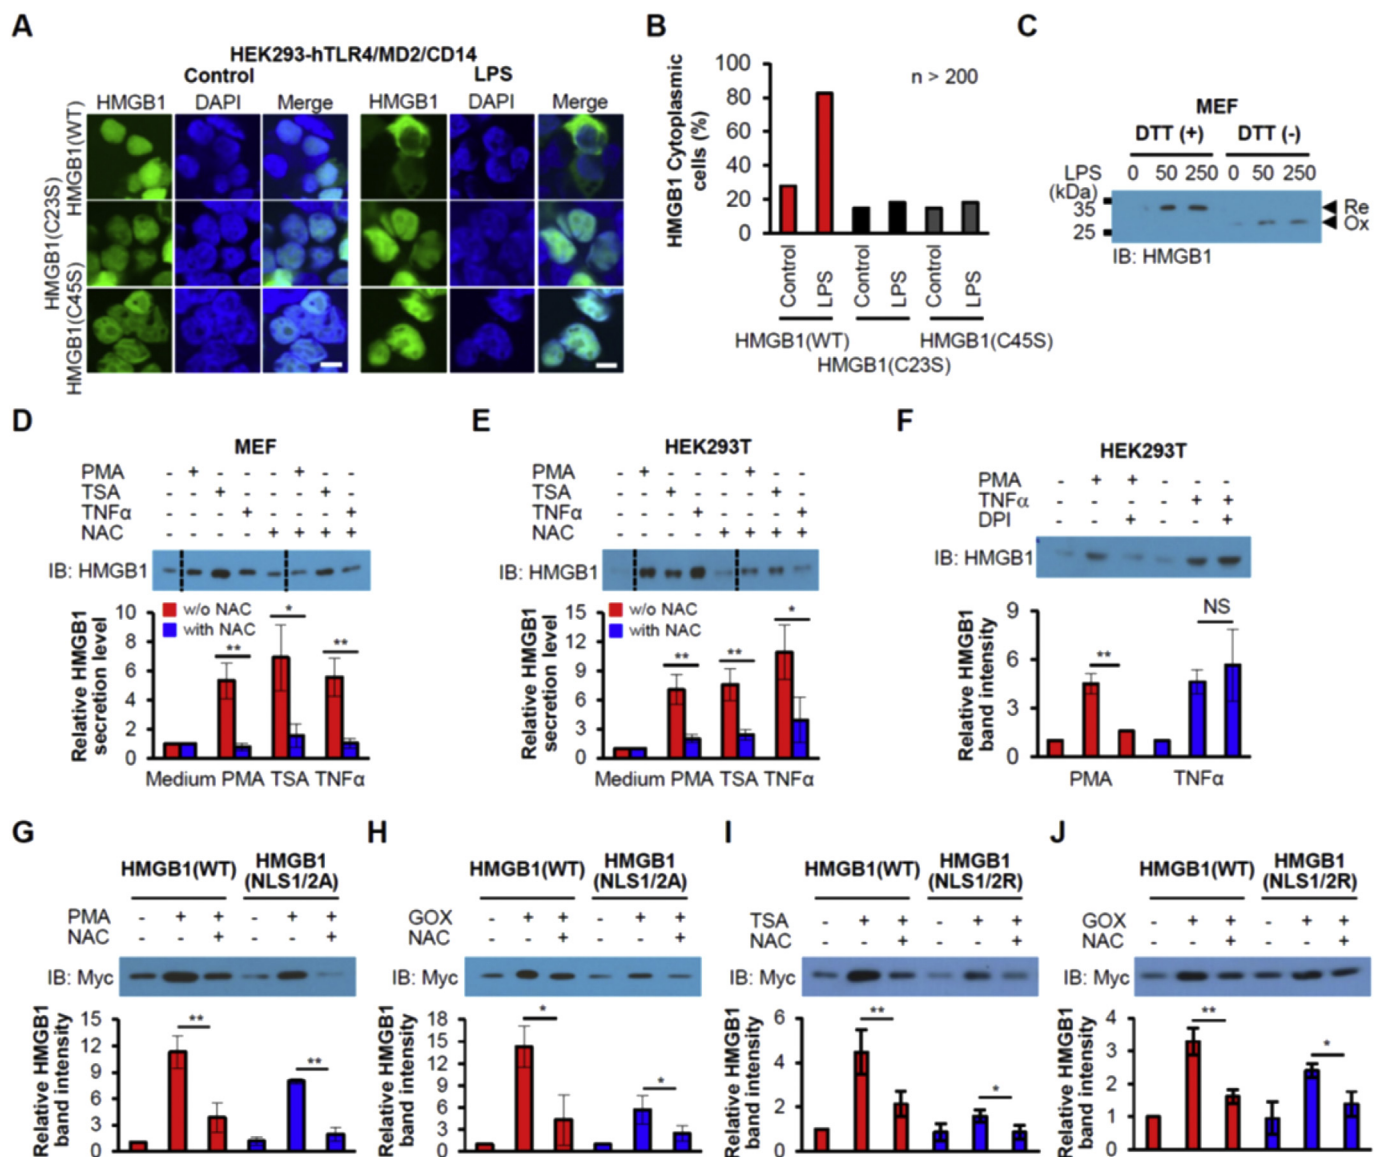 A
HEK293-hTLR4/MD2/CD14
Control LPS
HMGB1 DAPI Merge HMGB1 DAPI Merge
HMGB1(WT)
HMGB1(C23S)
HMGB1(C45S)
B
HMGB1 Cytoplasmic
cells (%)
100
80
60
40
20
0
n > 200
Control LPS Control LPS Control LPS
HMGB1(WT) HMGB1(C45S)
HMGB1(C23S)
C
MEF
DTT (+) DTT (-)
LPS 0 50 250 0 50 250
(kDa)
35
25
Re
Ox
IB: HMGB1
D
MEF
PMA - + - - - + - -
TSA - - + - - - + -
TNFα - - - + - - - +
NAC - - - - + + + +
IB: HMGB1
Relative HMGB1
secretion level
10
8
6
4
2
0
w/o NAC
with NAC
** * **
Medium PMA TSA TNFα
E
HEK293T
PMA - + - - - + - -
TSA - - + - - - + -
TNFα - - - + - - - +
NAC - - - - + + + +
IB: HMGB1
Relative HMGB1
secretion level
15
12
9
6
3
0
w/o NAC
with NAC
** ** *
Medium PMA TSA TNFα
F
HEK293T
PMA - + + - - -
TNFα - - - - + +
DPI - - + - - +
IB: HMGB1
Relative HMGB1
band intensity
9
6
3
0
** NS
PMA TNFα
G
HMGB1(WT) HMGB1
(NLS1/2A)
PMA - + + - + +
NAC - - + - - +
IB: Myc
Relative HMGB1
band intensity
15
12
9
6
3
0
** **
H
HMGB1(WT) HMGB1
(NLS1/2A)
GOX - + + - + +
NAC - - + - - +
IB: Myc
Relative HMGB1
band intensity
18
15
12
9
6
3
0
* *
I
HMGB1(WT) HMGB1
(NLS1/2R)
TSA - + + - + +
NAC - - + - - +
IB: Myc
Relative HMGB1
band intensity
6
4
2
0
** *
J
HMGB1(WT) HMGB1
(NLS1/2R)
GOX - + + - + +
NAC - - + - - +
IB: Myc
Relative HMGB1
band intensity
4
3
2
1
0
** *